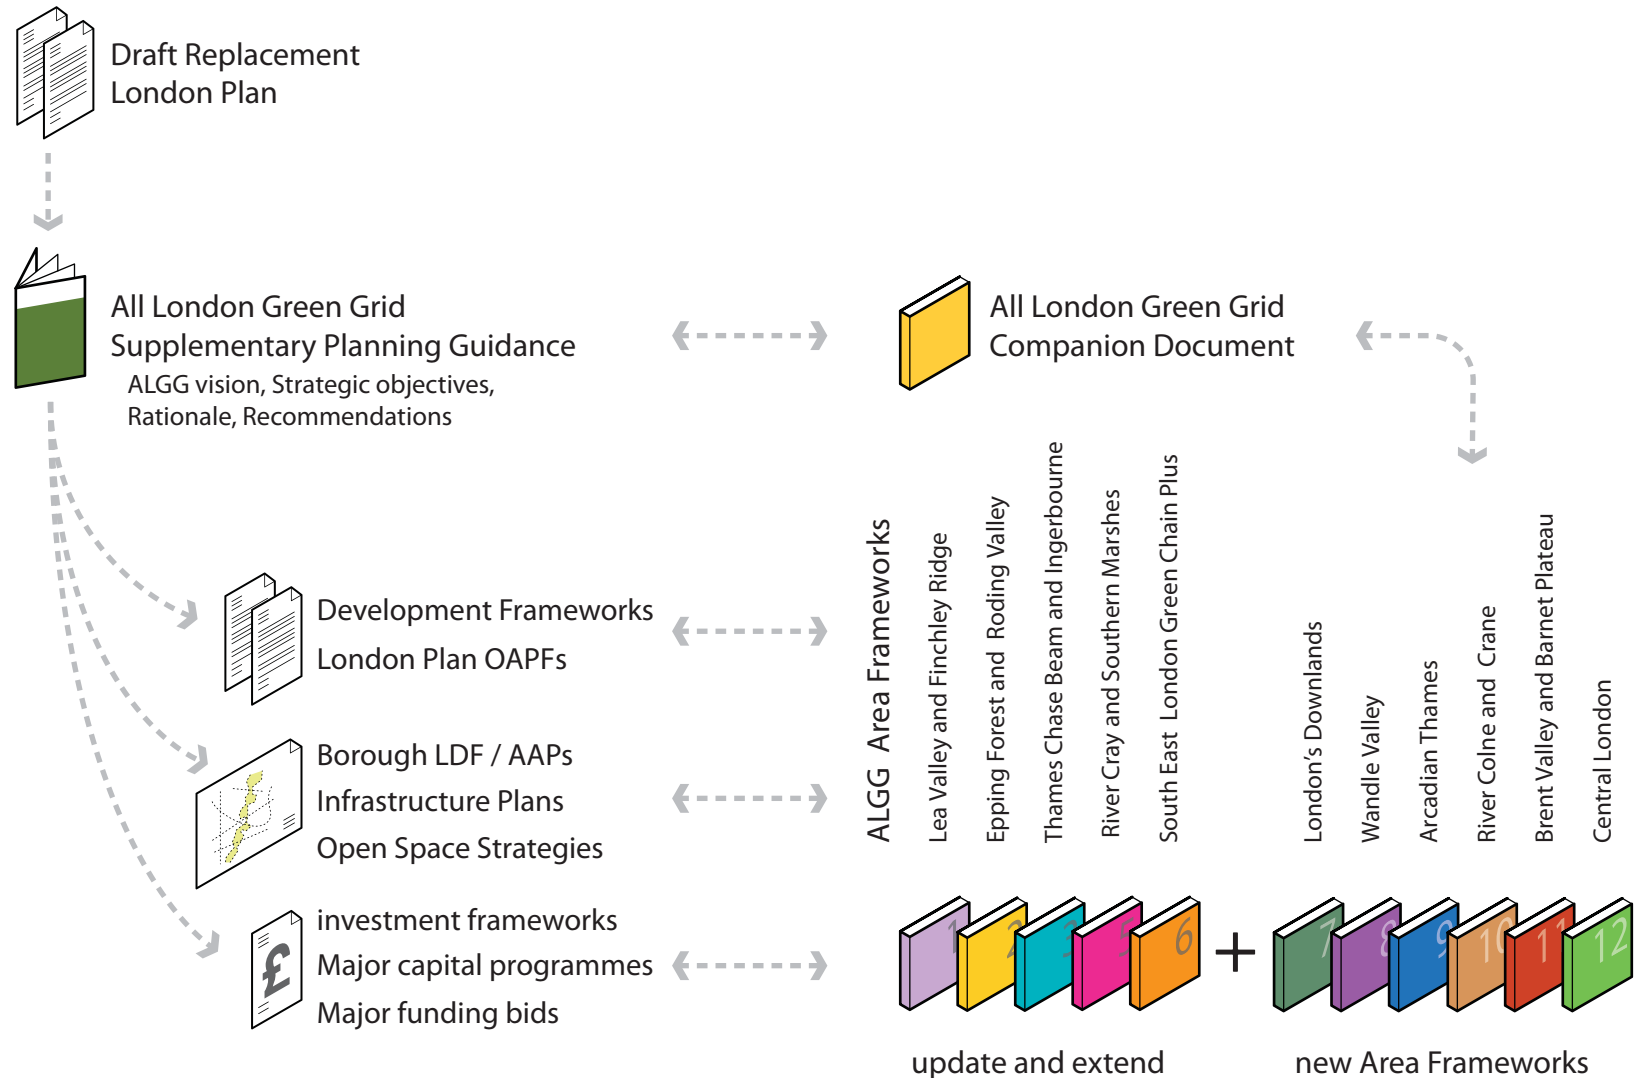 Draft Replacement
London Plan
All London Green Grid
Supplementary Planning Guidance
ALGG vision, Strategic objectives,
Rationale, Recommendations
All London Green Grid
Companion Document
Development Frameworks
London Plan OAPFs
Borough LDF / AAPs
Infrastructure Plans
Open Space Strategies
£
investment frameworks
Major capital programmes
Major funding bids
ALGG Area Frameworks
Lea Valley and Finchley Ridge
Epping Forest and Roding Valley
Thames Chase Beam and Ingerbourne
River Cray and Southern Marshes
South East London Green Chain Plus
London's Downlands
Wandle Valley
Arcadian Thames
River Colne and Crane
Brent Valley and Barnet Plateau
Central London
1
2
3
5
6
+
7
8
9
10
11
12
update and extend
new Area Frameworks